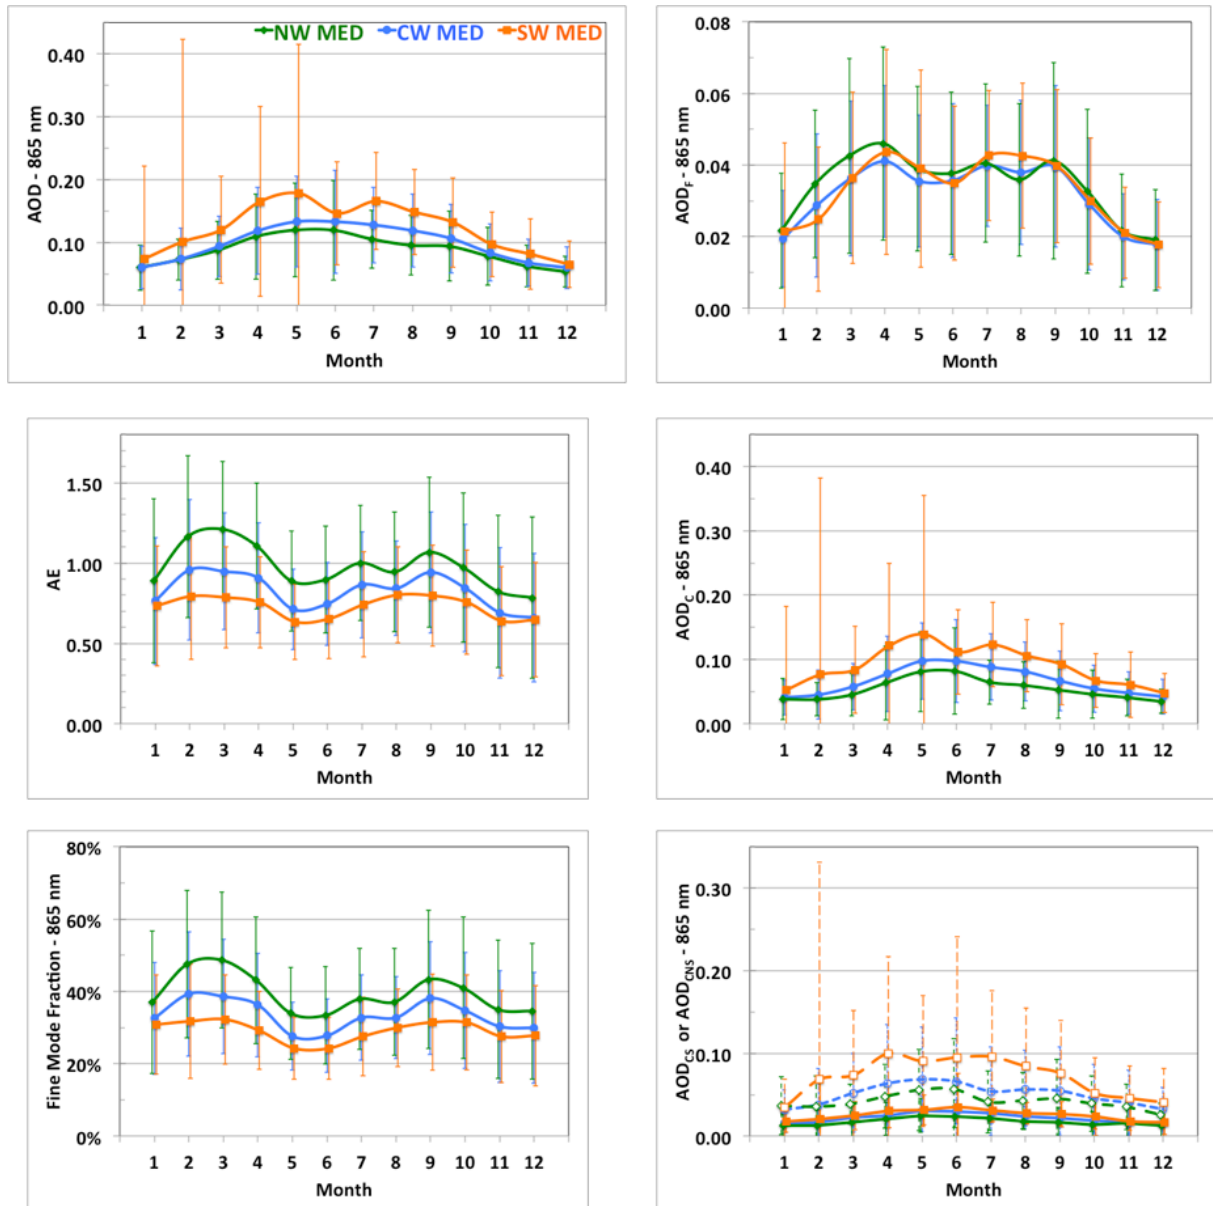 NW MED CW MED SW MED
0.40
0.30
0.20
0.10
0.00
AOD - 865 nm
1 2 3 4 5 6 7 8 9 10 11 12
Month
0.08
0.06
0.04
0.02
0.00
AODF - 865 nm
1 2 3 4 5 6 7 8 9 10 11 12
Month
1.50
1.00
0.50
0.00
AE
1 2 3 4 5 6 7 8 9 10 11 12
Month
0.40
0.30
0.20
0.10
0.00
AODC - 865 nm
1 2 3 4 5 6 7 8 9 10 11 12
Month
80%
60%
40%
20%
0%
Fine Mode Fraction - 865 nm
1 2 3 4 5 6 7 8 9 10 11 12
Month
0.30
0.20
0.10
0.00
AODCS or AODCNS - 865 nm
1 2 3 4 5 6 7 8 9 10 11 12
Month